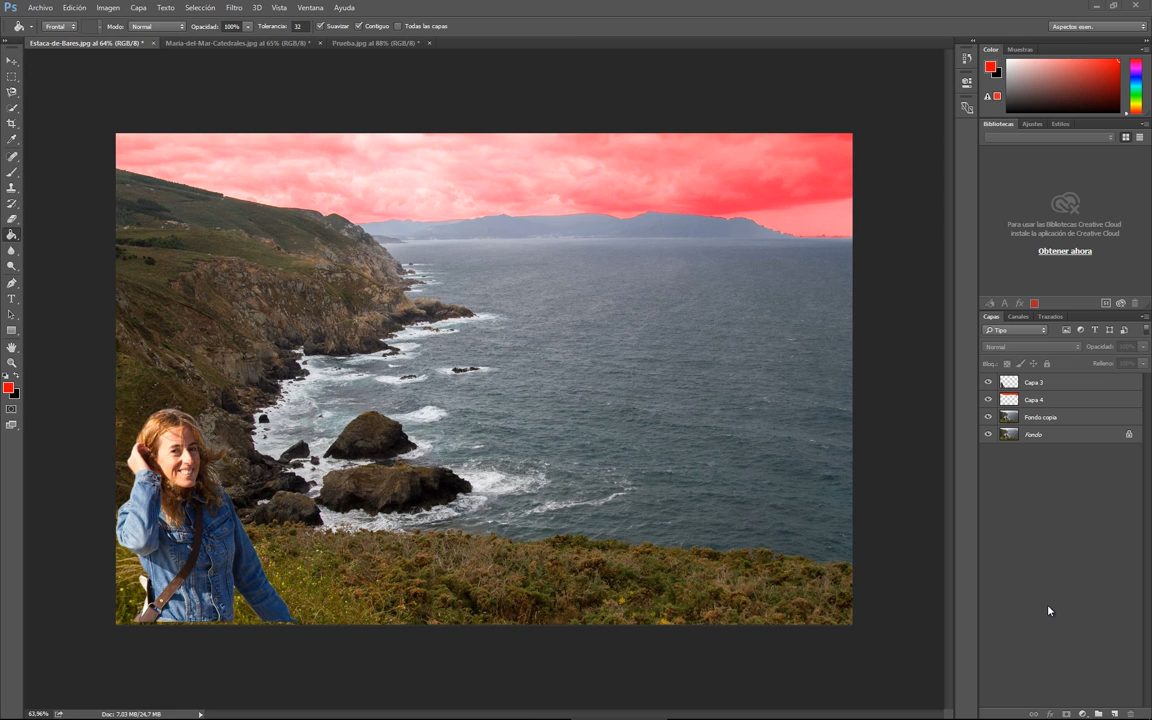 Ps Archivo Edición Imagen Capa Texto Selección Filtro 3D Vista Ventana Ayuda
Frontal Modo: Normal Opacidad: 100% Tolerancia: 32 Suavizar Contiguo Todas las capas Aspectos esen.
Estaca-de-Bares.jpg al 64% (RGB/8) * × Maria-del-Mar-Catedrales.jpg al 65% (RGB/8) * × Prueba.jpg al 88% (RGB/8) * ×
Color Muestras
Bibliotecas Ajustes Estilos
Para usar las Bibliotecas Creative Cloud
instale la aplicación de Creative Cloud
Obtener ahora
Capas Canales Trazados
Tipo
Normal Opacidad:
Bloq.: Relleno:
Capa 3
Capa 4
Fondo copia
Fondo
63,96% Doc: 7,03 MB/24,7 MB